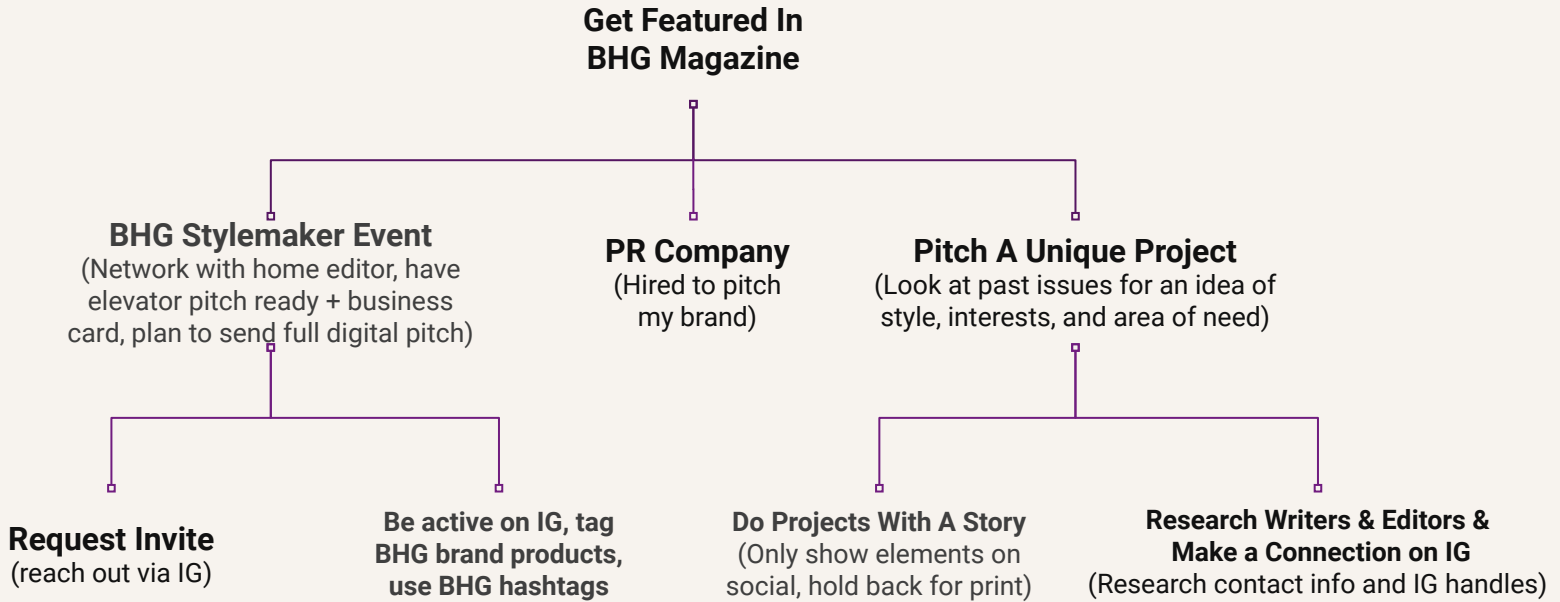 Get Featured In
BHG Magazine
BHG Stylemaker Event
(Network with home editor, have
elevator pitch ready + business
card, plan to send full digital pitch)
PR Company
(Hired to pitch
my brand)
Pitch A Unique Project
(Look at past issues for an idea of
style, interests, and area of need)
Request Invite
(reach out via IG)
Be active on IG, tag
BHG brand products,
use BHG hashtags
Do Projects With A Story
(Only show elements on
social, hold back for print)
Research Writers & Editors &
Make a Connection on IG
(Research contact info and IG handles)